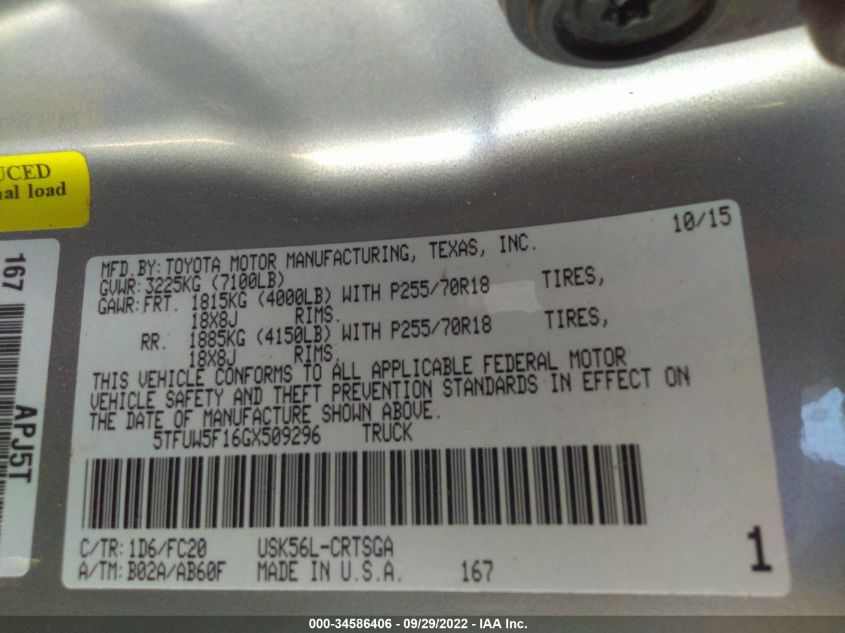 UCED
nal load
10/15
MFD.BY:TOYOTA MOTOR MANUFACTURING, TEXAS, INC.
GVWR:3225KG (7100LB)
GAWR:FRT. 1815KG (4000LB) WITH P255/70R18 TIRES,
18X8J RIMS.
RR. 1885KG (4150LB) WITH P255/70R18 TIRES,
18X8J RIMS.
THIS VEHICLE CONFORMS TO ALL APPLICABLE FEDERAL MOTOR
VEHICLE SAFETY AND THEFT PREVENTION STANDARDS IN EFFECT ON
THE DATE OF MANUFACTURE SHOWN ABOVE.
5TFUW5F16GX509296 TRUCK
C/TR:1D6/FC20 USK56L-CRTSGA
A/TM:B02A/AB60F MADE IN U.S.A. 167
1
167
APJ5T
000-34586406 - 09/29/2022 - IAA Inc.